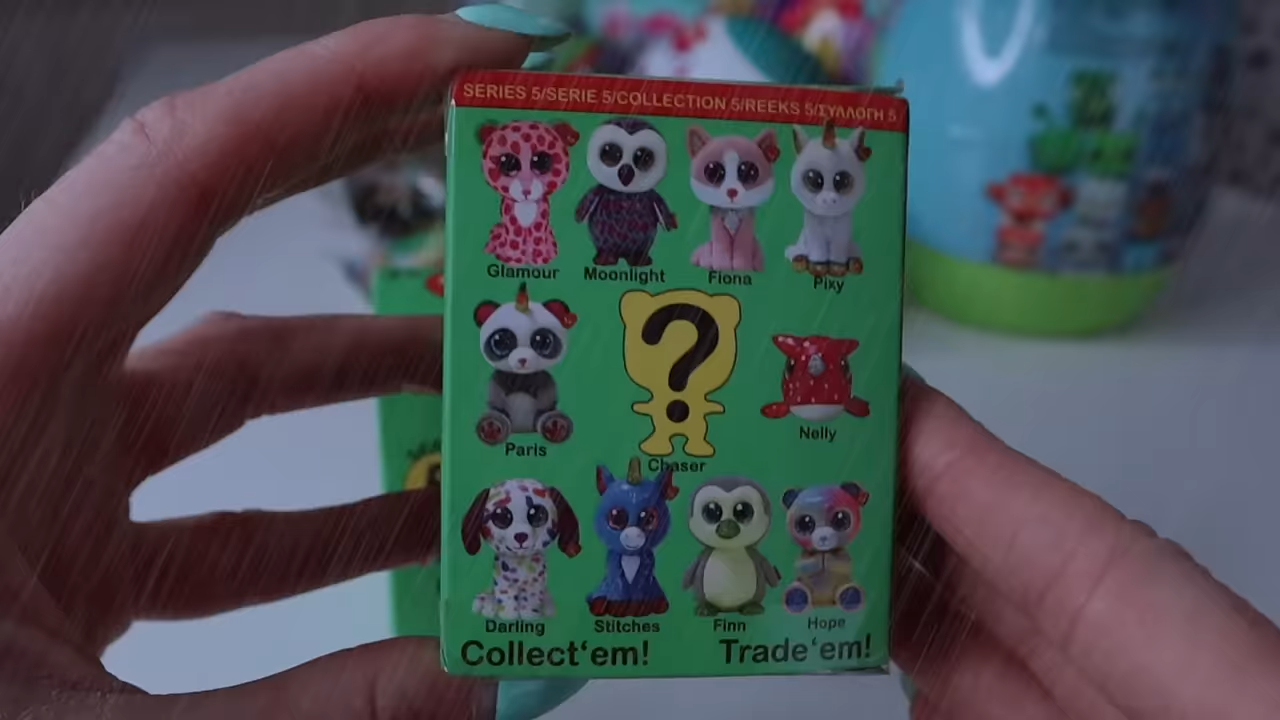 SERIES 5/SERIE 5/COLLECTION 5/REEKS 5/ΣΥΛΛΟΓΗ 5
Glamour Moonlight Fiona Pixy
Paris ? Nelly
Chaser
Darling Stitches Finn Hope
Collect‘em! Trade‘em!